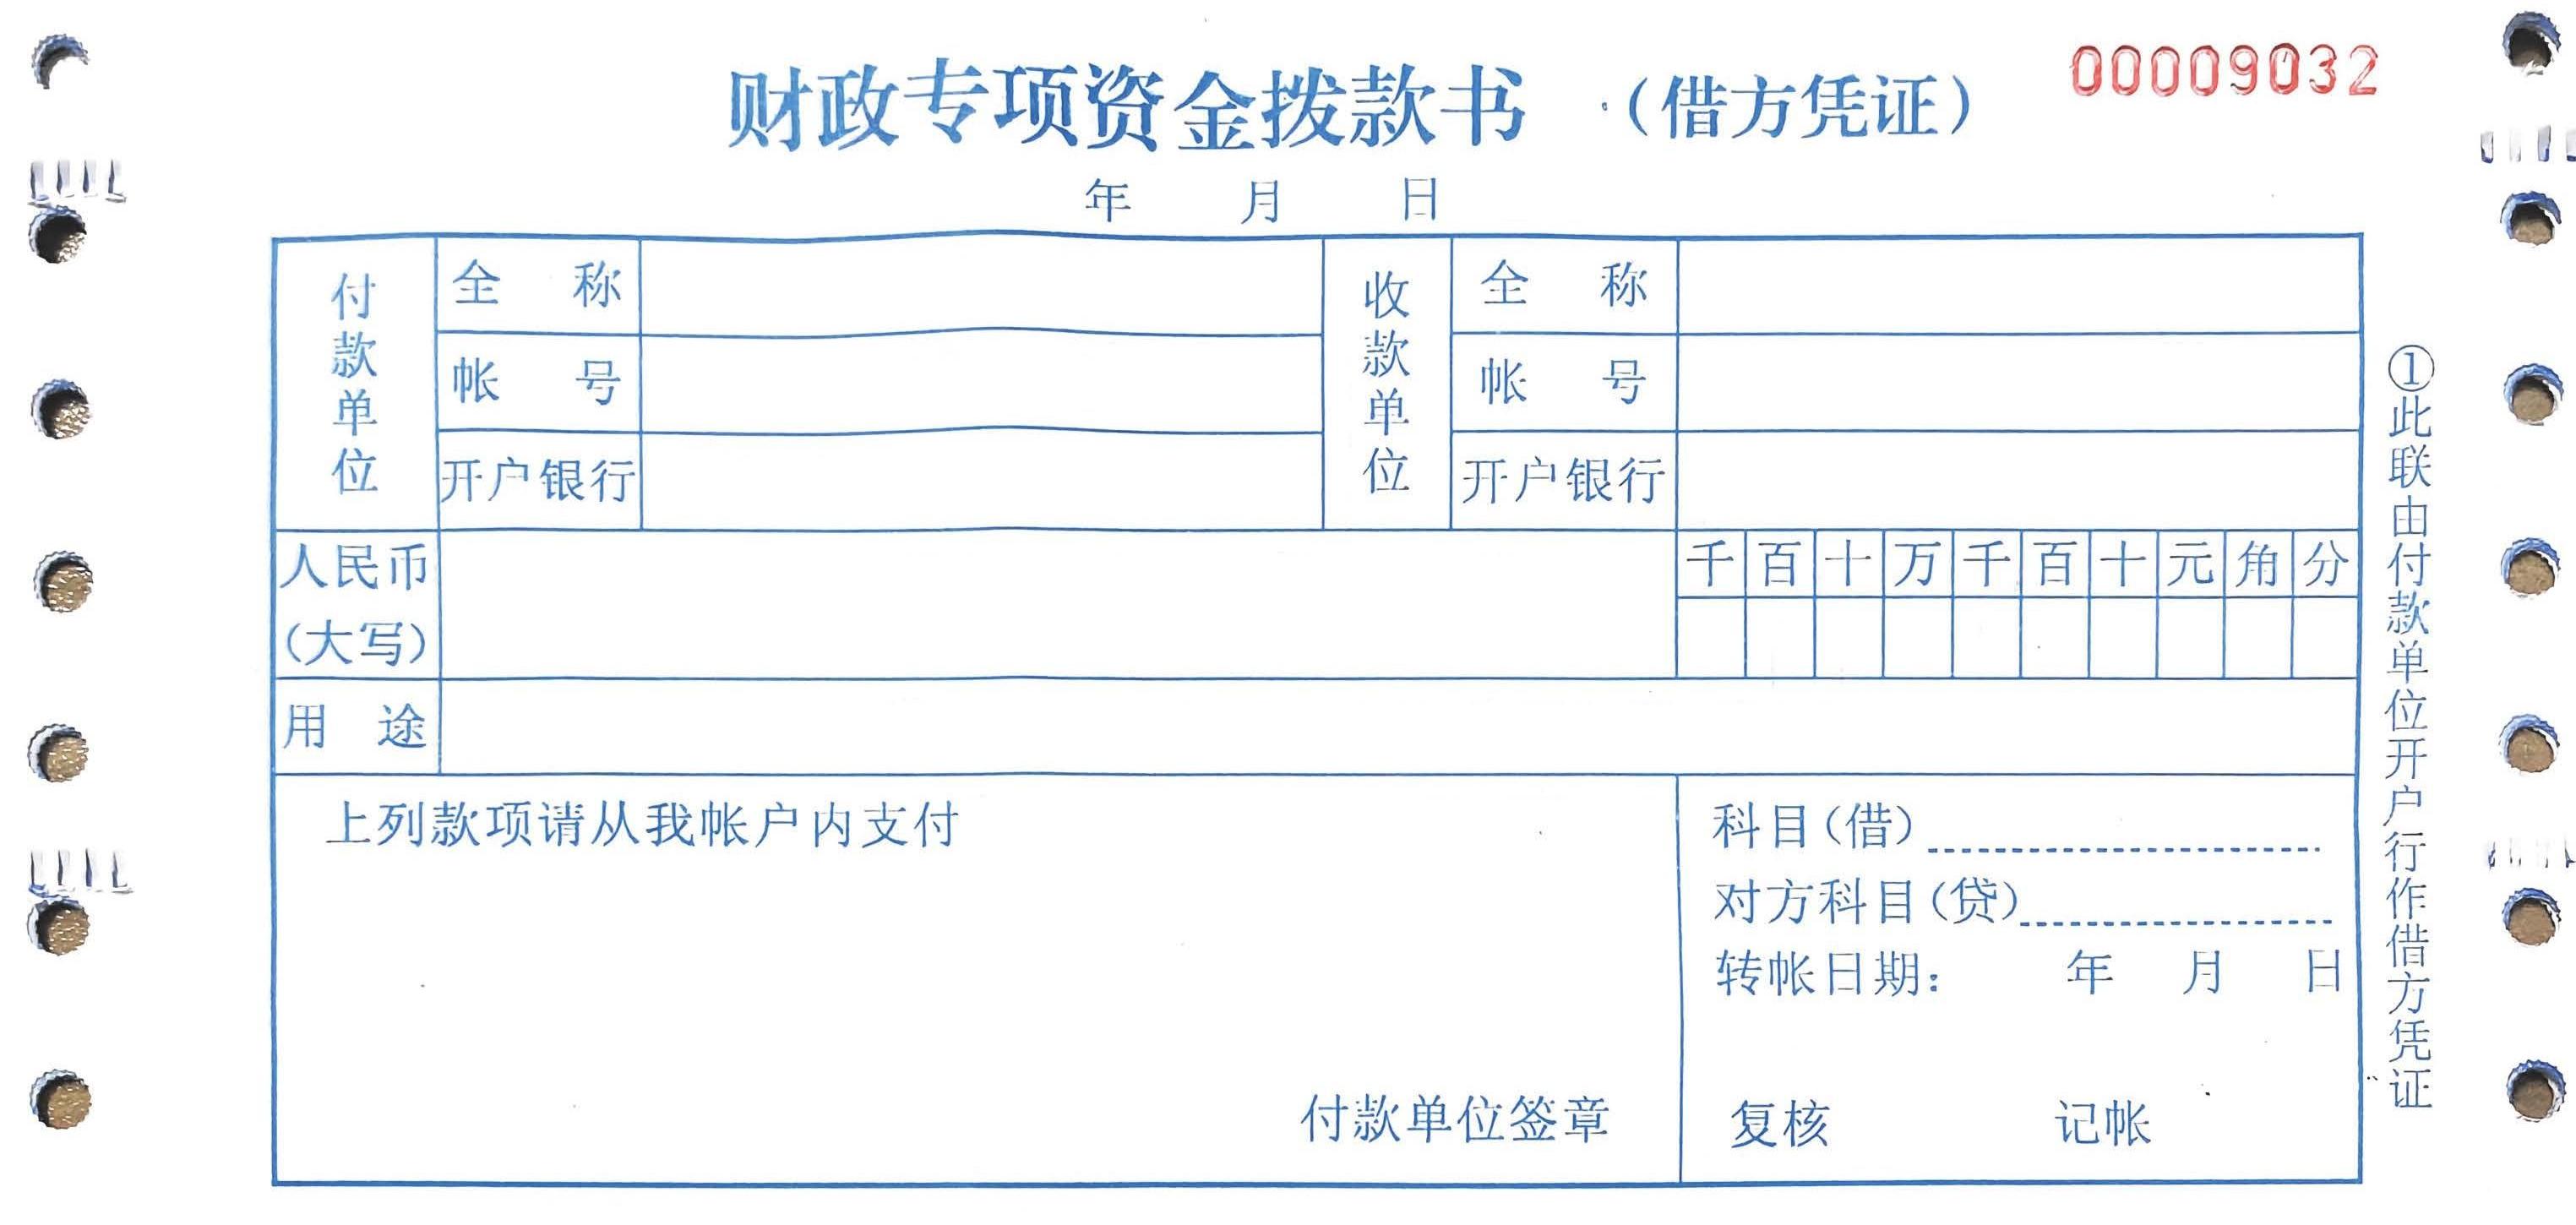 00009032
财政专项资金拨款书 （借方凭证）
年 月 日
付款单位
全 称
帐 号
开户银行
收款单位
全 称
帐 号
开户银行
人民币
（大写）
千 百 十 万 千 百 十 元 角 分
用 途
上列款项请从我帐户内支付
付款单位签章
科目（借）
对方科目（贷）
转帐日期： 年 月 日
复核 记帐
①此联由付款单位开户行作借方凭证